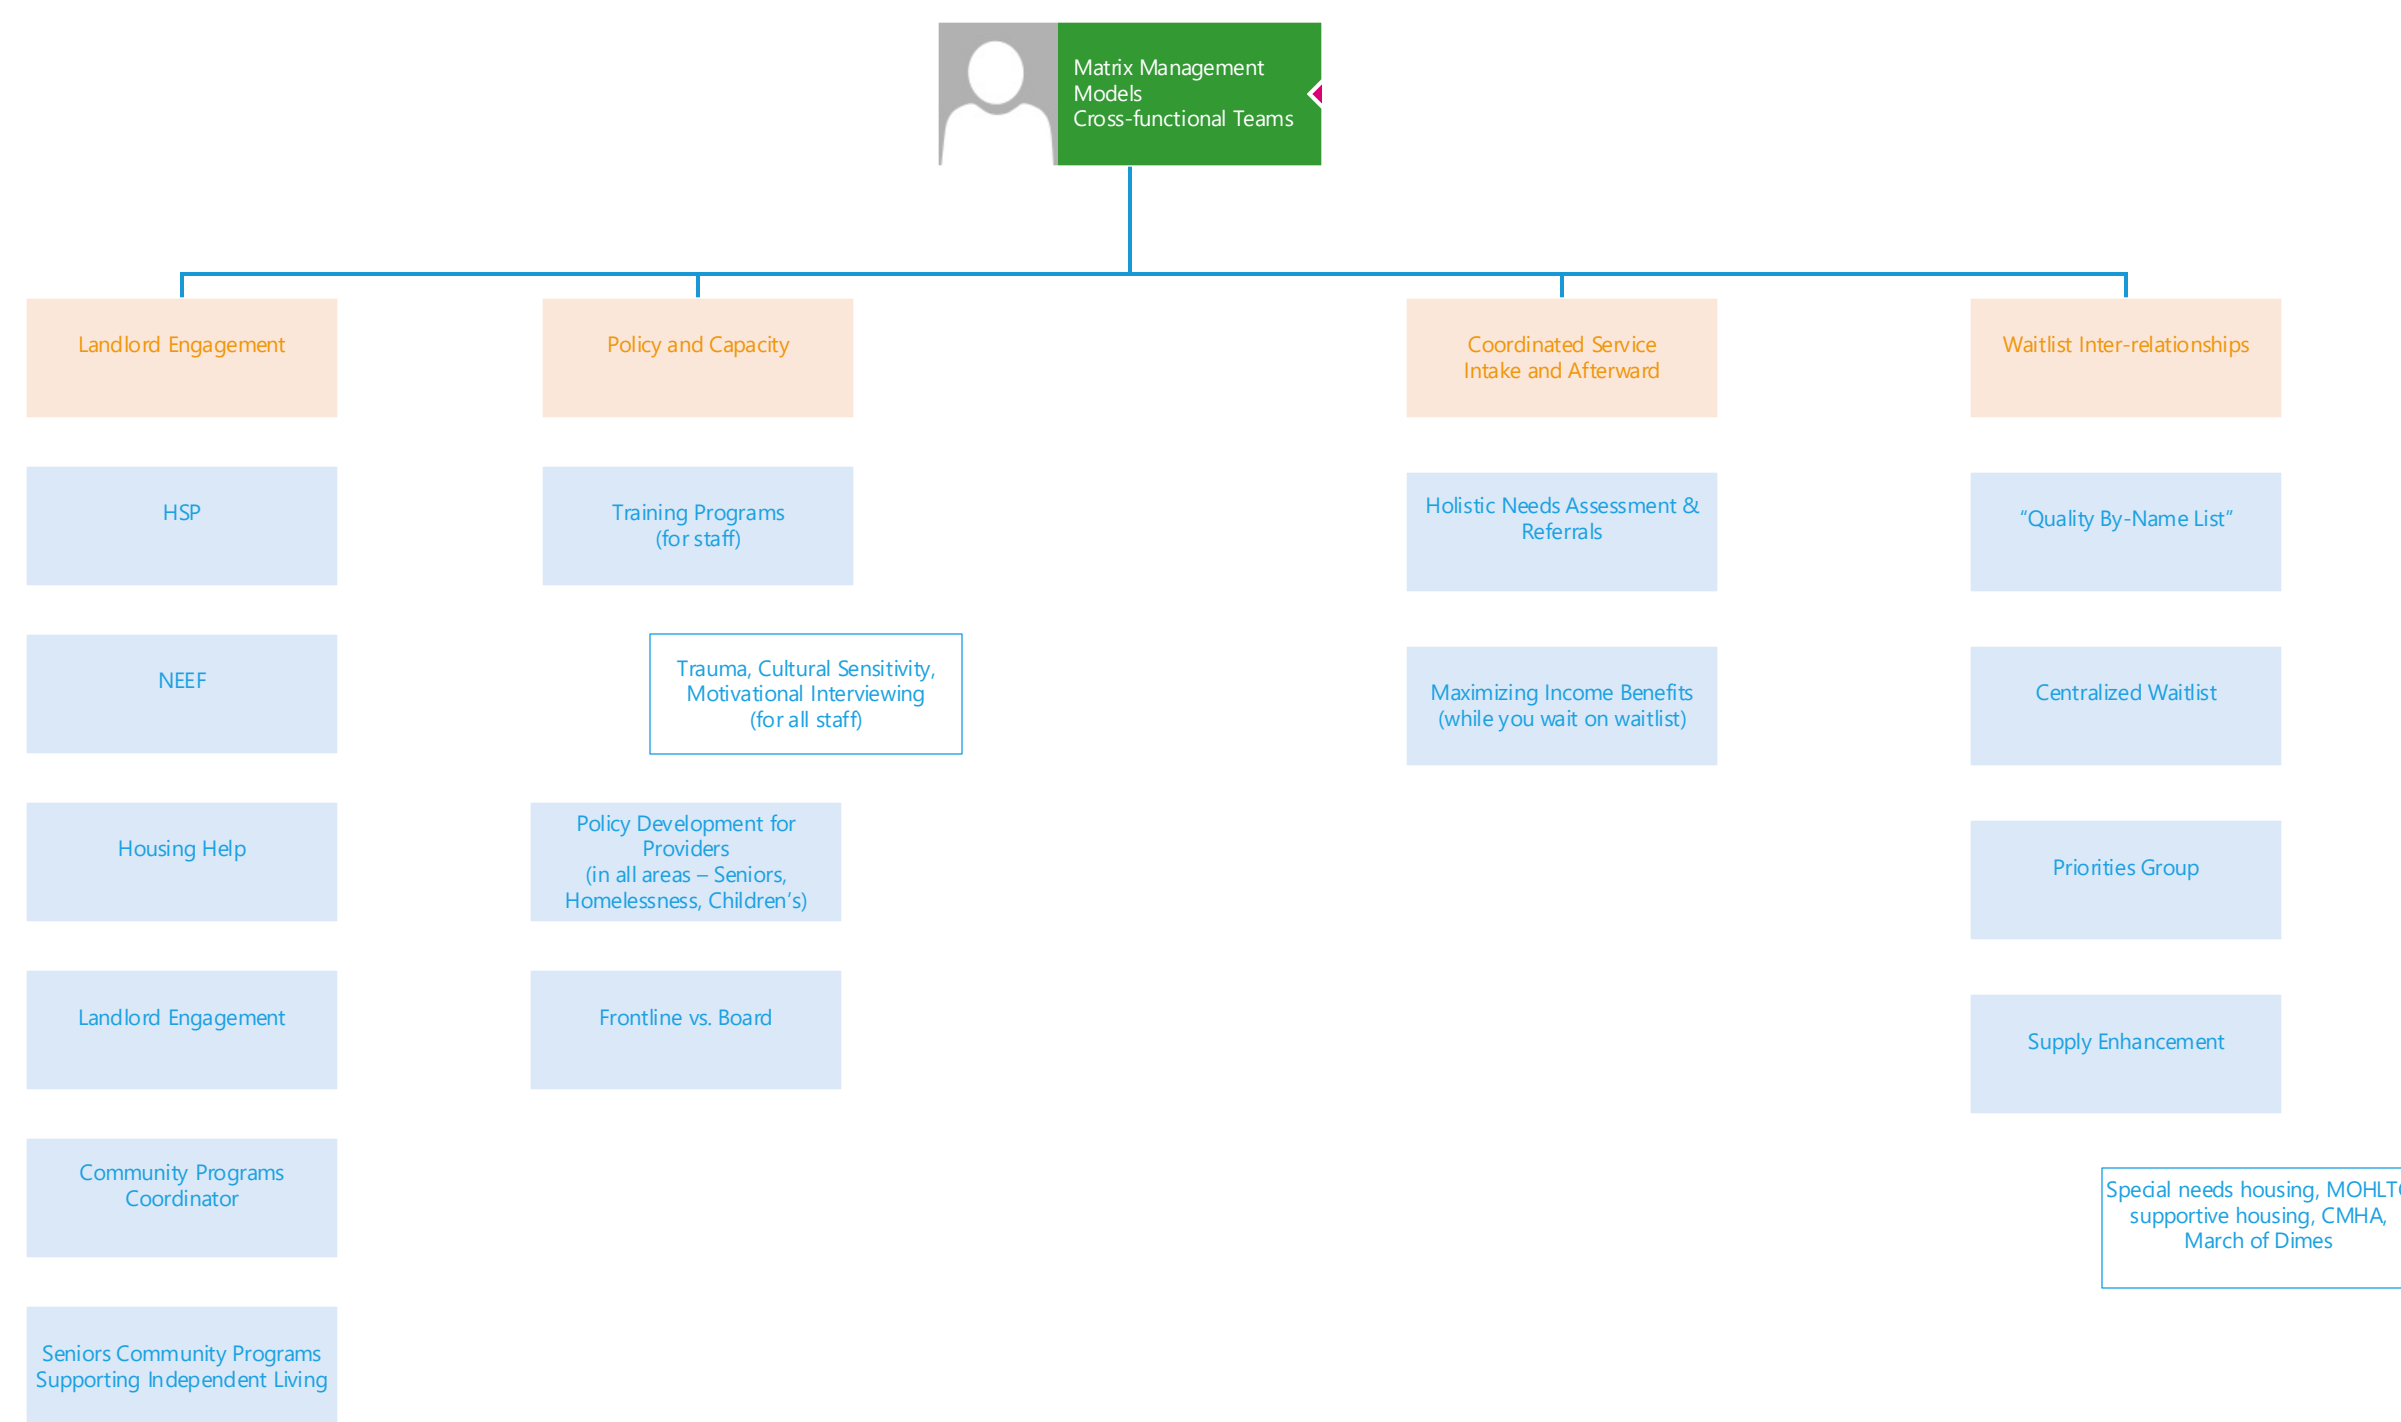 Matrix Management
Models
Cross-functional Teams
Landlord Engagement
HSP
NEEF
Housing Help
Landlord Engagement
Community Programs
Coordinator
Seniors Community Programs
Supporting Independent Living
Policy and Capacity
Training Programs
(for staff)
Trauma, Cultural Sensitivity,
Motivational Interviewing
(for all staff)
Policy Development for
Providers
(in all areas – Seniors,
Homelessness, Children’s)
Frontline vs. Board
Coordinated Service
Intake and Afterward
Holistic Needs Assessment &
Referrals
Maximizing Income Benefits
(while you wait on waitlist)
Waitlist Inter-relationships
“Quality By-Name List”
Centralized Waitlist
Priorities Group
Supply Enhancement
Special needs housing,
supportive housing, CMHA,
March of Dimes